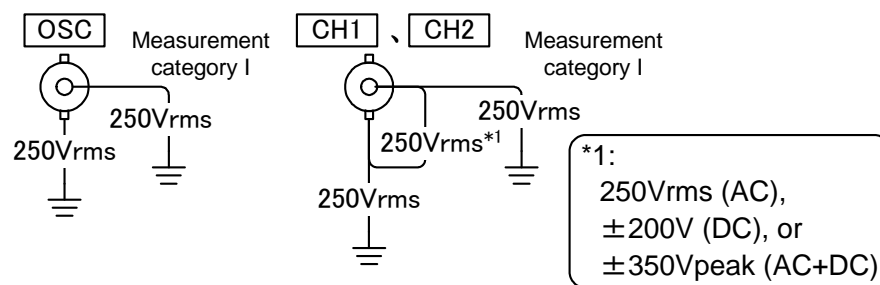 OSC
Measurement
category I
250Vrms
250Vrms
CH1 、 CH2
Measurement
category I
250Vrms
250Vrms*1
250Vrms
*1:
250Vrms (AC),
±200V (DC), or
±350Vpeak (AC+DC)